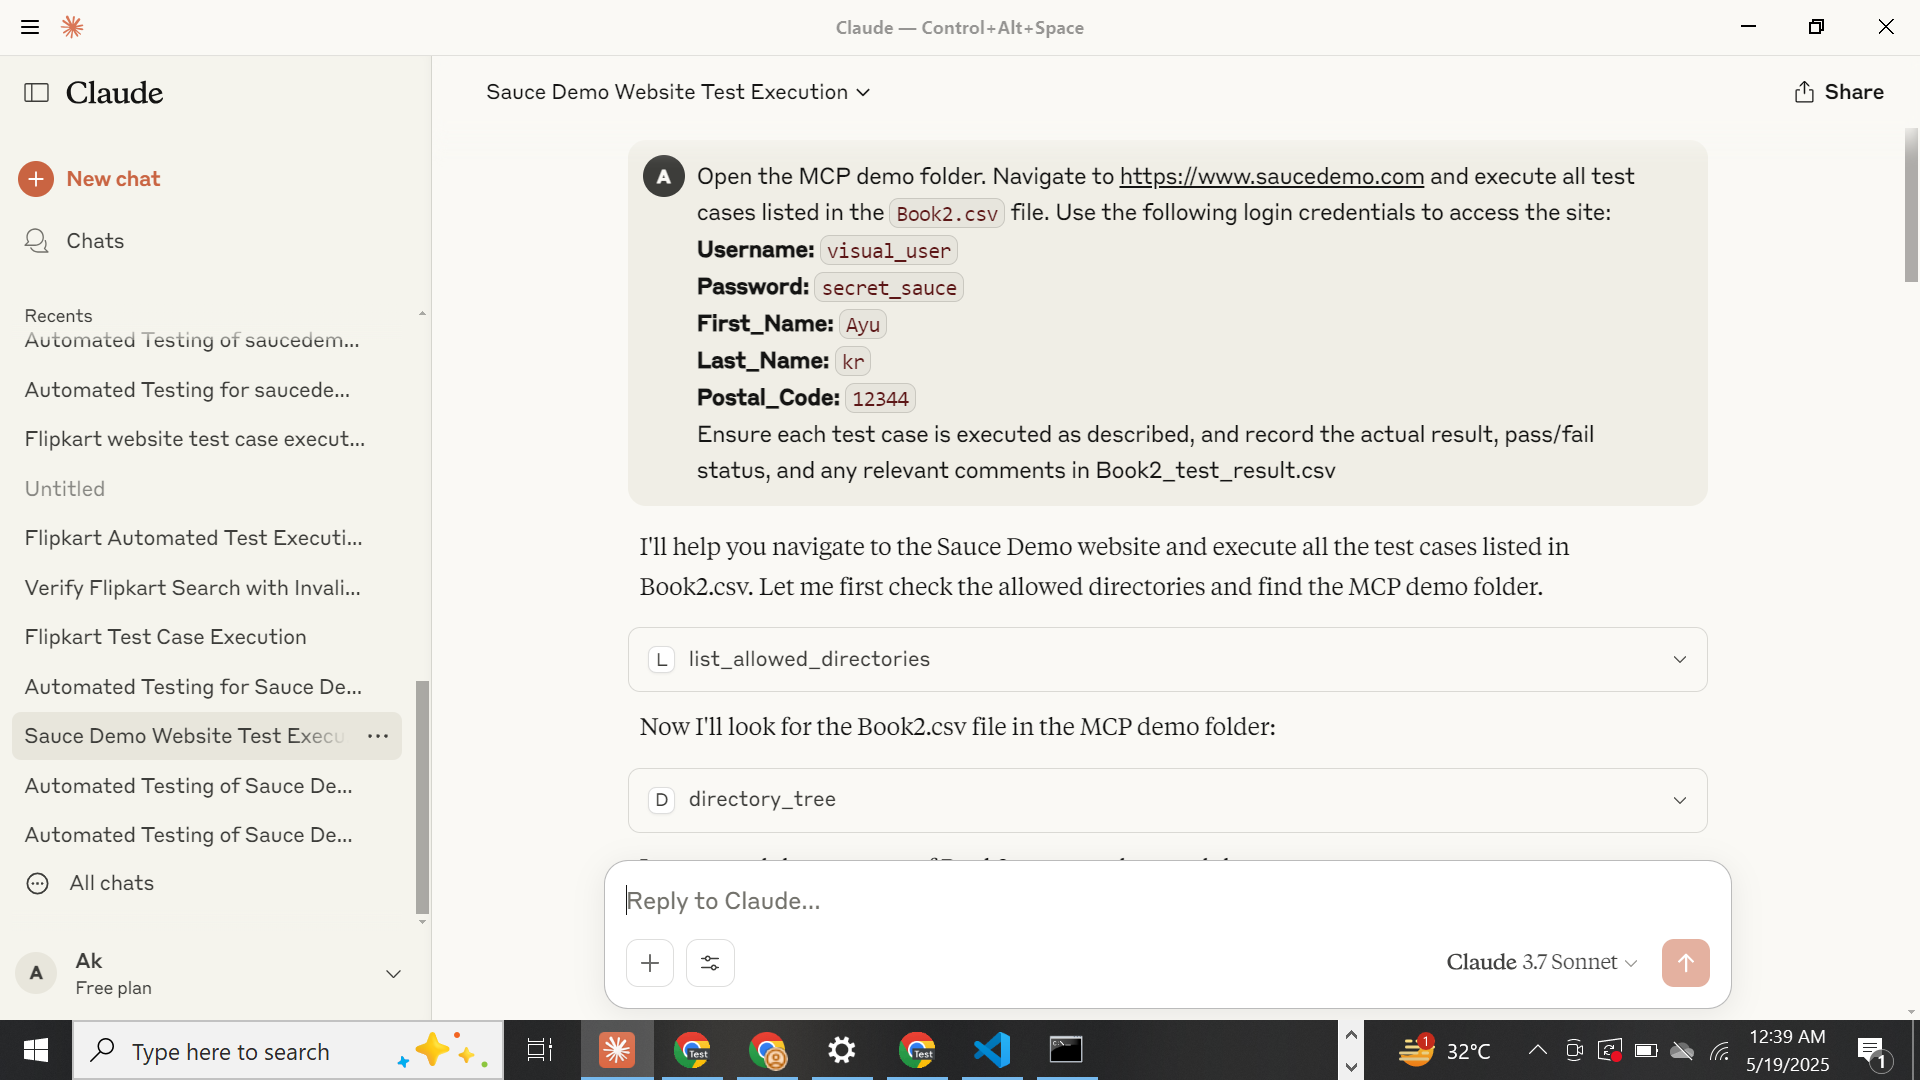 Claude — Control+Alt+Space
Claude
New chat
Chats
Recents
Automated Testing of saucedem...
Automated Testing for saucede...
Flipkart website test case execut...
Untitled
Flipkart Automated Test Executi...
Verify Flipkart Search with Invali...
Flipkart Test Case Execution
Automated Testing for Sauce De...
Sauce Demo Website Test Execu
Automated Testing of Sauce De...
Automated Testing of Sauce De...
All chats
A
Ak
Free plan
Sauce Demo Website Test Execution
Share
A
Open the MCP demo folder. Navigate to https://www.saucedemo.com and execute all test
cases listed in the Book2.csv file. Use the following login credentials to access the site:
Username: visual_user
Password: secret_sauce
First_Name: Ayu
Last_Name: kr
Postal_Code: 12344
Ensure each test case is executed as described, and record the actual result, pass/fail
status, and any relevant comments in Book2_test_result.csv
I'll help you navigate to the Sauce Demo website and execute all the test cases listed in
Book2.csv. Let me first check the allowed directories and find the MCP demo folder.
L list_allowed_directories
Now I'll look for the Book2.csv file in the MCP demo folder:
D directory_tree
Reply to Claude...
Claude 3.7 Sonnet
Type here to search
Test
Test
1
32°C
12:39 AM
5/19/2025
1